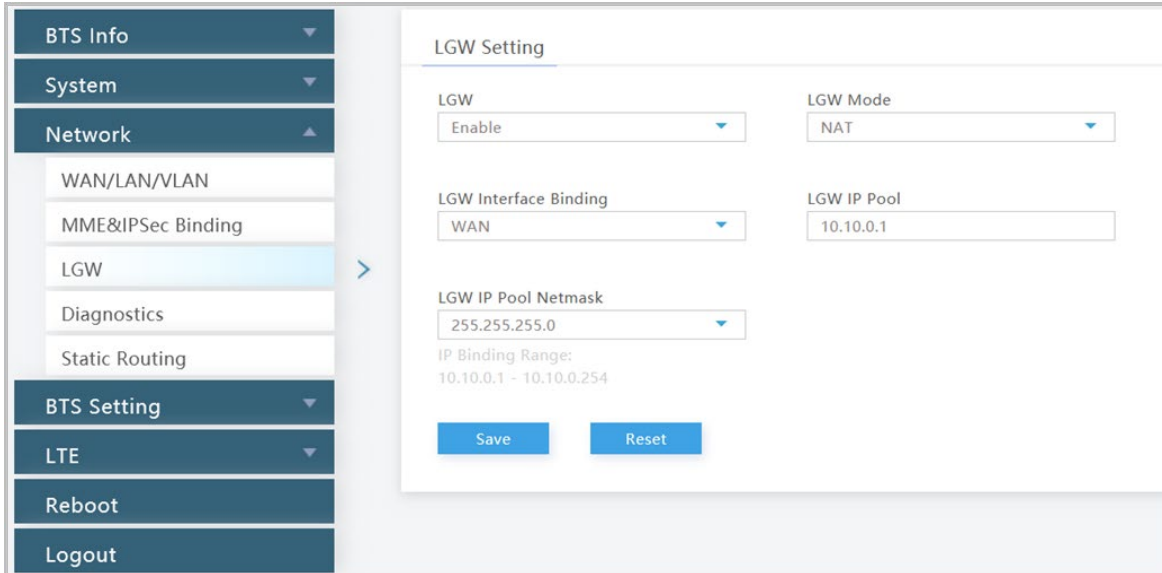 BTS Info
System
Network
WAN/LAN/VLAN
MME&IPSec Binding
LGW
Diagnostics
Static Routing
BTS Setting
LTE
Reboot
Logout
LGW Setting
LGW
Enable
LGW Mode
NAT
LGW Interface Binding
WAN
LGW IP Pool
10.10.0.1
LGW IP Pool Netmask
255.255.255.0
IP Binding Range:
10.10.0.1 - 10.10.0.254
Save
Reset